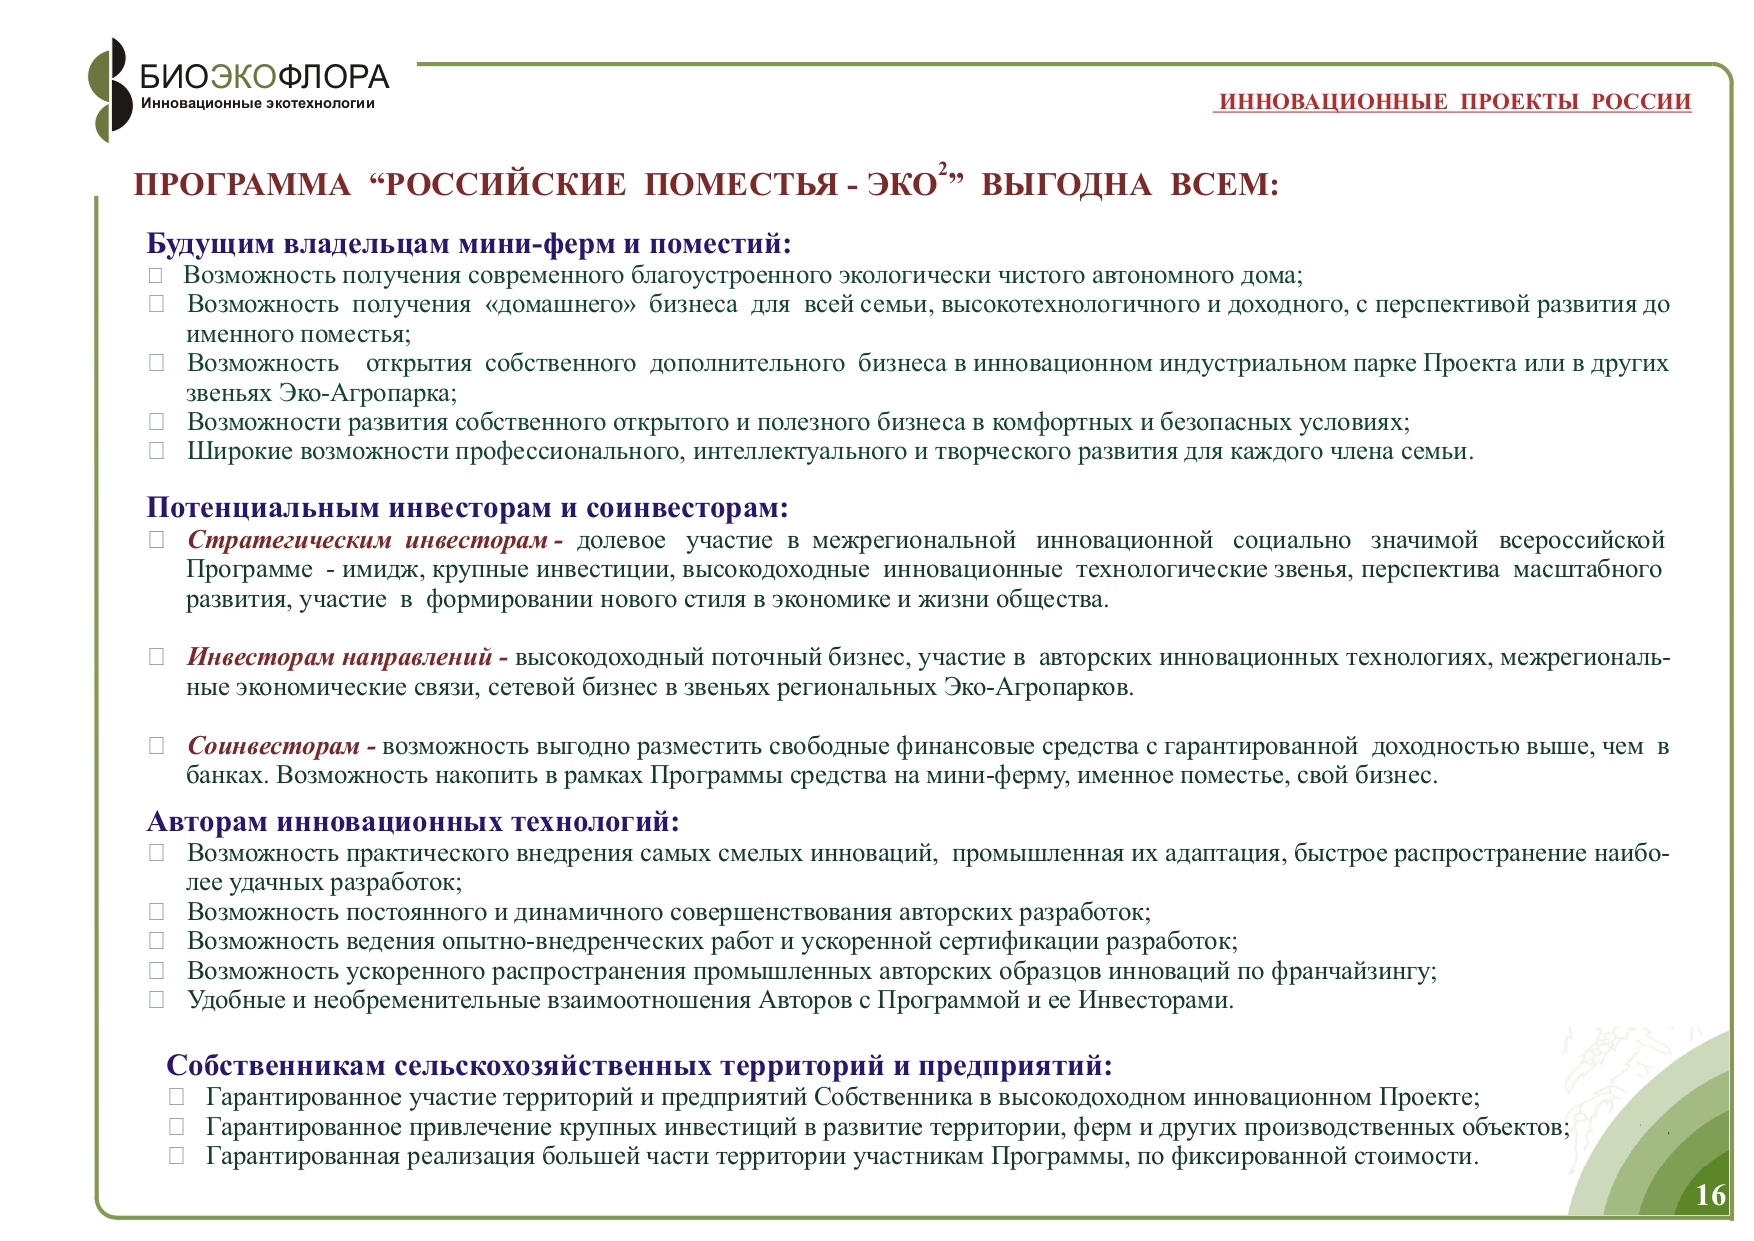 БИОЭКОФЛОРА
Инновационные экотехнологии
ИННОВАЦИОННЫЕ ПРОЕКТЫ РОССИИ
ПРОГРАММА “РОССИЙСКИЕ ПОМЕСТЬЯ - ЭКО²” ВЫГОДНА ВСЕМ:
Будущим владельцам мини-ферм и поместий:
Возможность получения современного благоустроенного экологически чистого автономного дома;
Возможность получения «домашнего» бизнеса для всей семьи, высокотехнологичного и доходного, с перспективой развития до
именного поместья;
Возможность открытия собственного дополнительного бизнеса в инновационном индустриальном парке Проекта или в других
звеньях Эко-Агропарка;
Возможности развития собственного открытого и полезного бизнеса в комфортных и безопасных условиях;
Широкие возможности профессионального, интеллектуального и творческого развития для каждого члена семьи.
Потенциальным инвесторам и соинвесторам:
Стратегическим инвесторам - долевое участие в межрегиональной инновационной социально значимой всероссийской
Программе - имидж, крупные инвестиции, высокодоходные инновационные технологические звенья, перспектива масштабного
развития, участие в формировании нового стиля в экономике и жизни общества.
Инвесторам направлений - высокодоходный поточный бизнес, участие в авторских инновационных технологиях, межрегиональ-
ные экономические связи, сетевой бизнес в звеньях региональных Эко-Агропарков.
Соинвесторам - возможность выгодно разместить свободные финансовые средства с гарантированной доходностью выше, чем в
банках. Возможность накопить в рамках Программы средства на мини-ферму, именное поместье, свой бизнес.
Авторам инновационных технологий:
Возможность практического внедрения самых смелых инноваций, промышленная их адаптация, быстрое распространение наибо-
лее удачных разработок;
Возможность постоянного и динамичного совершенствования авторских разработок;
Возможность ведения опытно-внедренческих работ и ускоренной сертификации разработок;
Возможность ускоренного распространения промышленных авторских образцов инноваций по франчайзингу;
Удобные и необременительные взаимоотношения Авторов с Программой и ее Инвесторами.
Собственникам сельскохозяйственных территорий и предприятий:
Гарантированное участие территорий и предприятий Собственника в высокодоходном инновационном Проекте;
Гарантированное привлечение крупных инвестиций в развитие территории, ферм и других производственных объектов;
Гарантированная реализация большей части территории участникам Программы, по фиксированной стоимости.
16